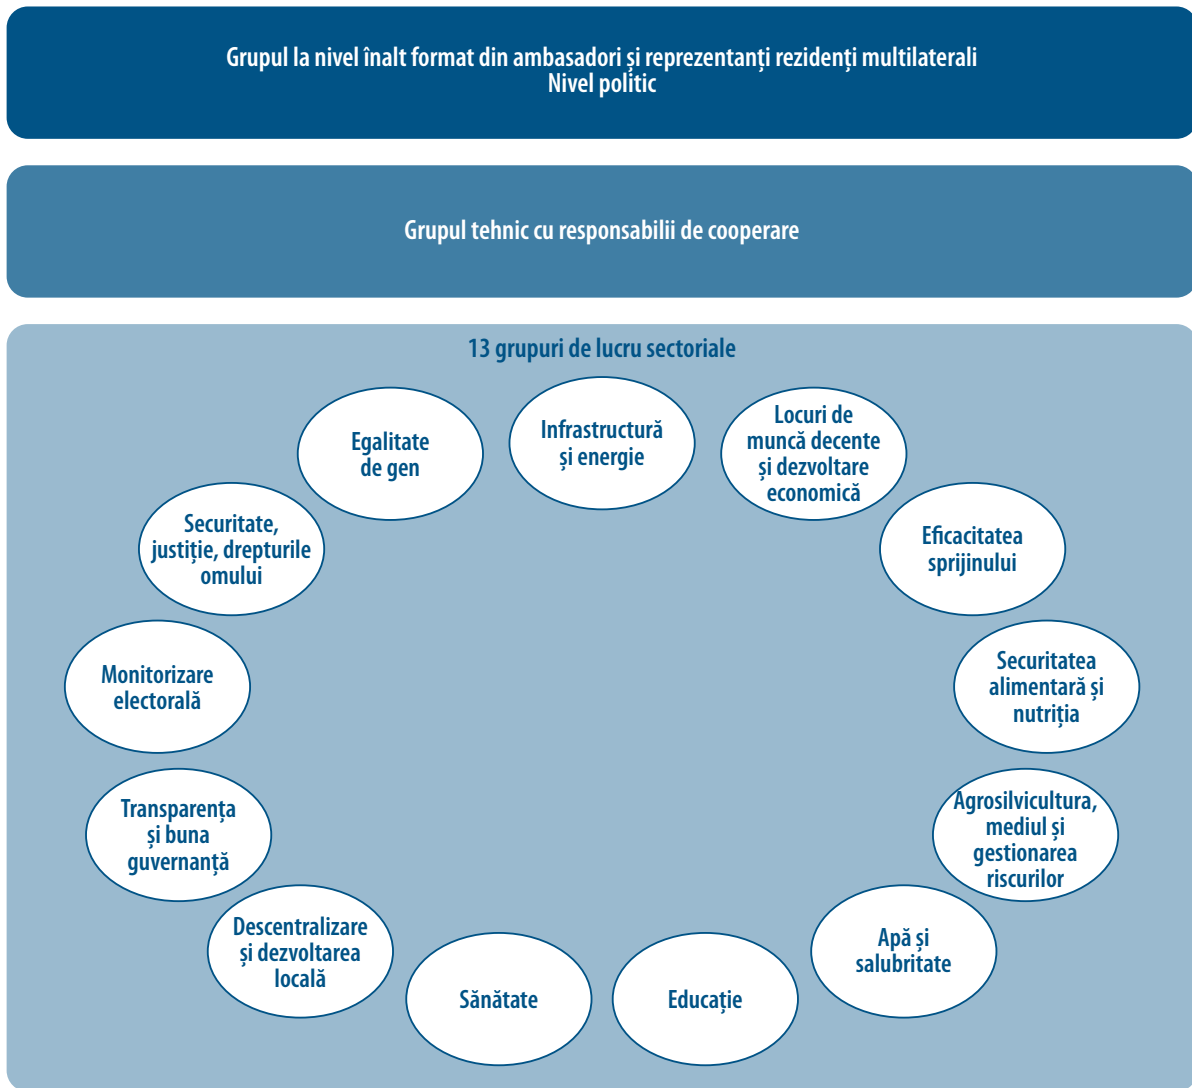 Grupul la nivel înalt format din ambasadori și reprezentanți rezidenți multilaterali
Nivel politic
Grupul tehnic cu responsabilii de cooperare
13 grupuri de lucru sectoriale
Infrastructură
și energie
Locuri de
muncă decente
și dezvoltare
economică
Eficacitatea
sprijinului
Securitatea
alimentară și
nutriția
Agrosilvicultura,
mediul și
gestionarea
riscurilor
Apă și
salubritate
Educație
Sănătate
Descentralizare
și dezvoltarea
locală
Transparența
și buna
guvernanță
Monitorizare
electorală
Securitate,
justiție, drepturile
omului
Egalitate
de gen